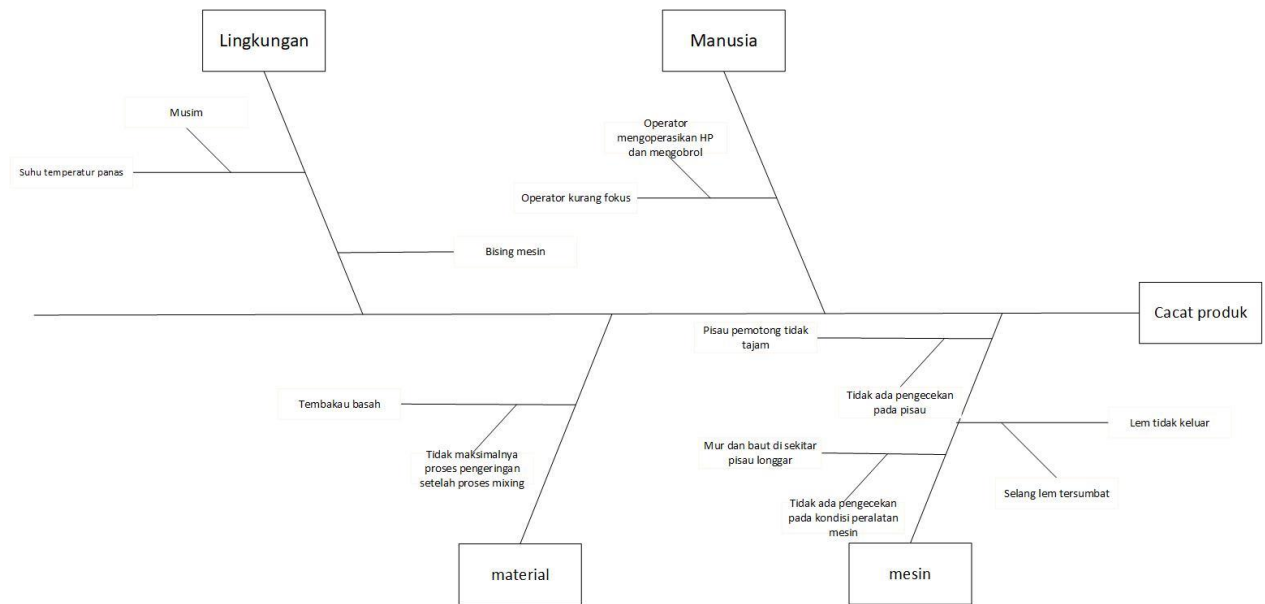 Lingkungan
Manusia
Musim
Operator
mengoperasikan HP
dan mengobrol
Suhu temperatur panas
Operator kurang fokus
Bising mesin
Cacat produk
Pisau pemotong tidak
tajam
Tidak ada pengecekan
pada pisau
Tembakau basah
Lem tidak keluar
Tidak maksimalnya
proses pengeringan
setelah proses mixing
Mur dan baut di sekitar
pisau longgar
Selang lem tersumbat
Tidak ada pengecekan
pada kondisi peralatan
mesin
material
mesin